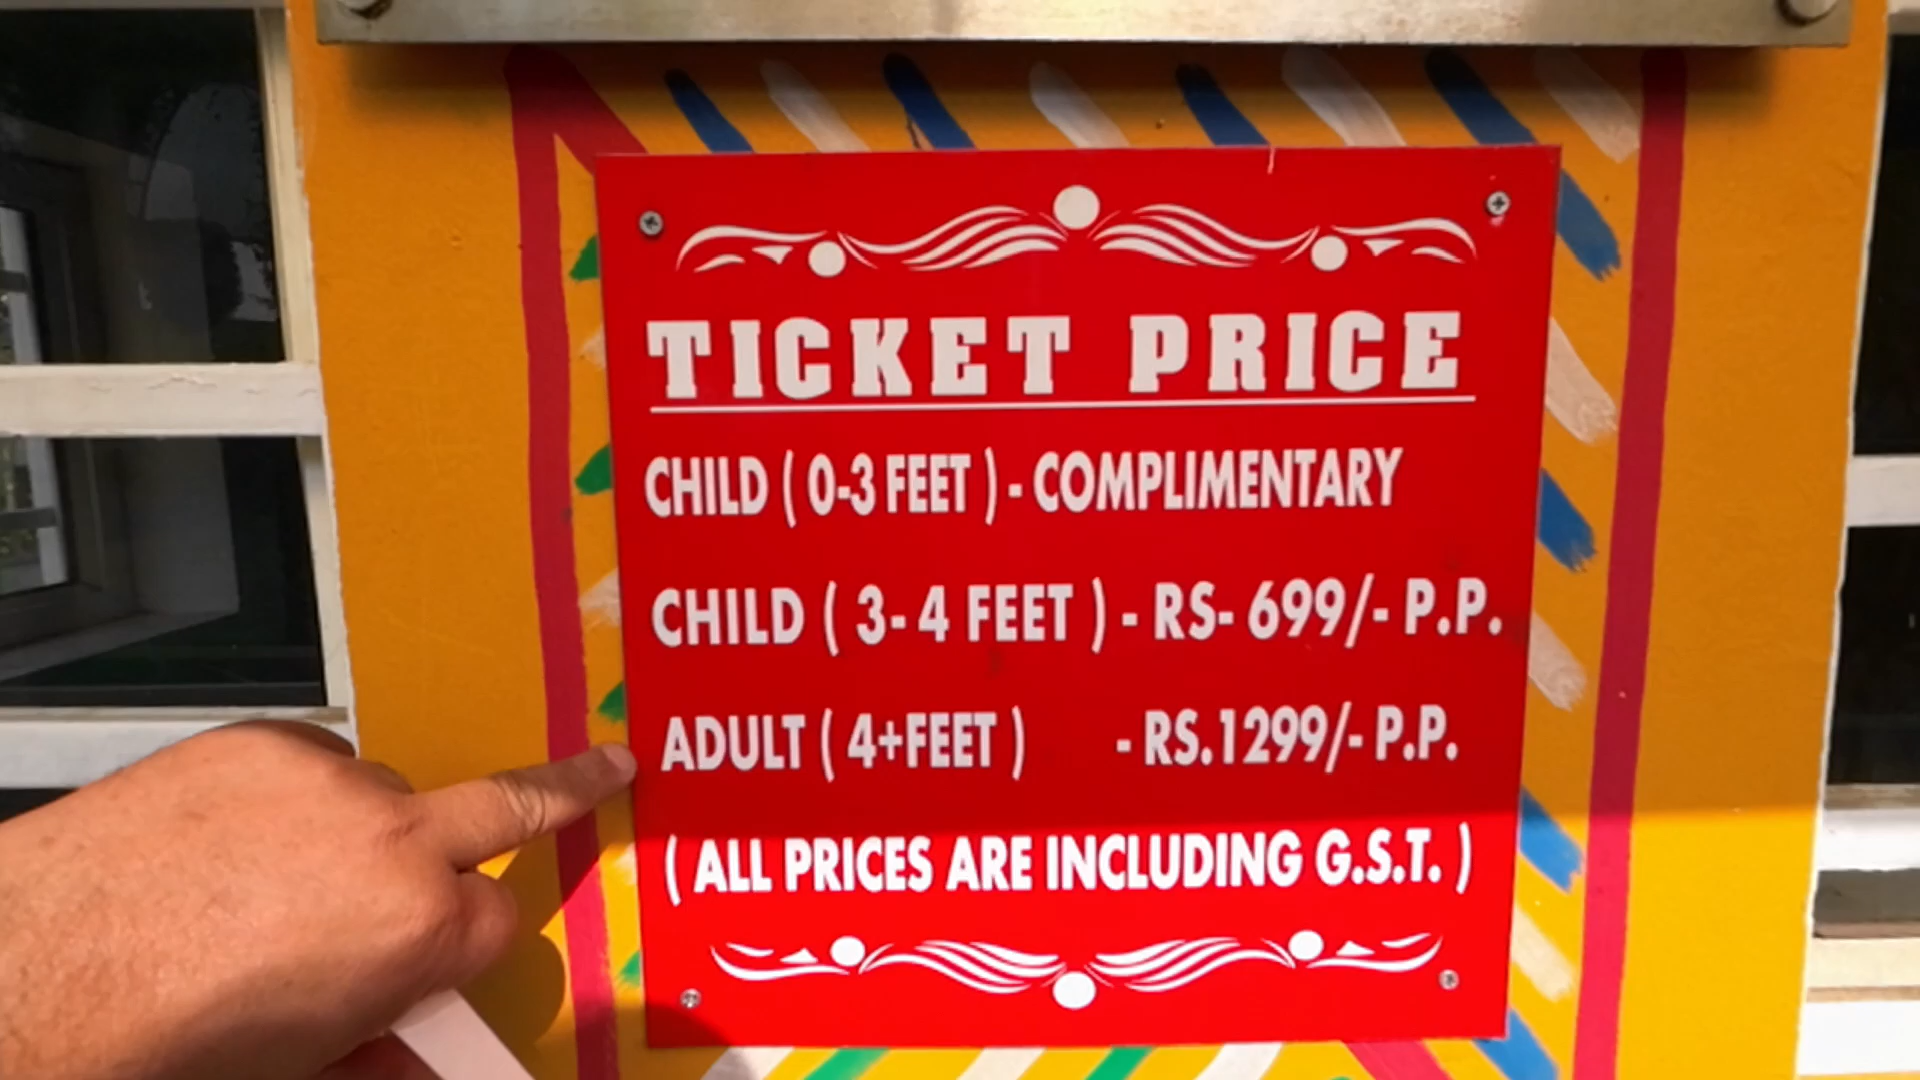 TICKET PRICE
CHILD ( 0-3 FEET ) - COMPLIMENTARY
CHILD ( 3- 4 FEET ) - RS- 699/- P.P.
ADULT ( 4+FEET ) - RS.1299/- P.P.
( ALL PRICES ARE INCLUDING G.S.T. )